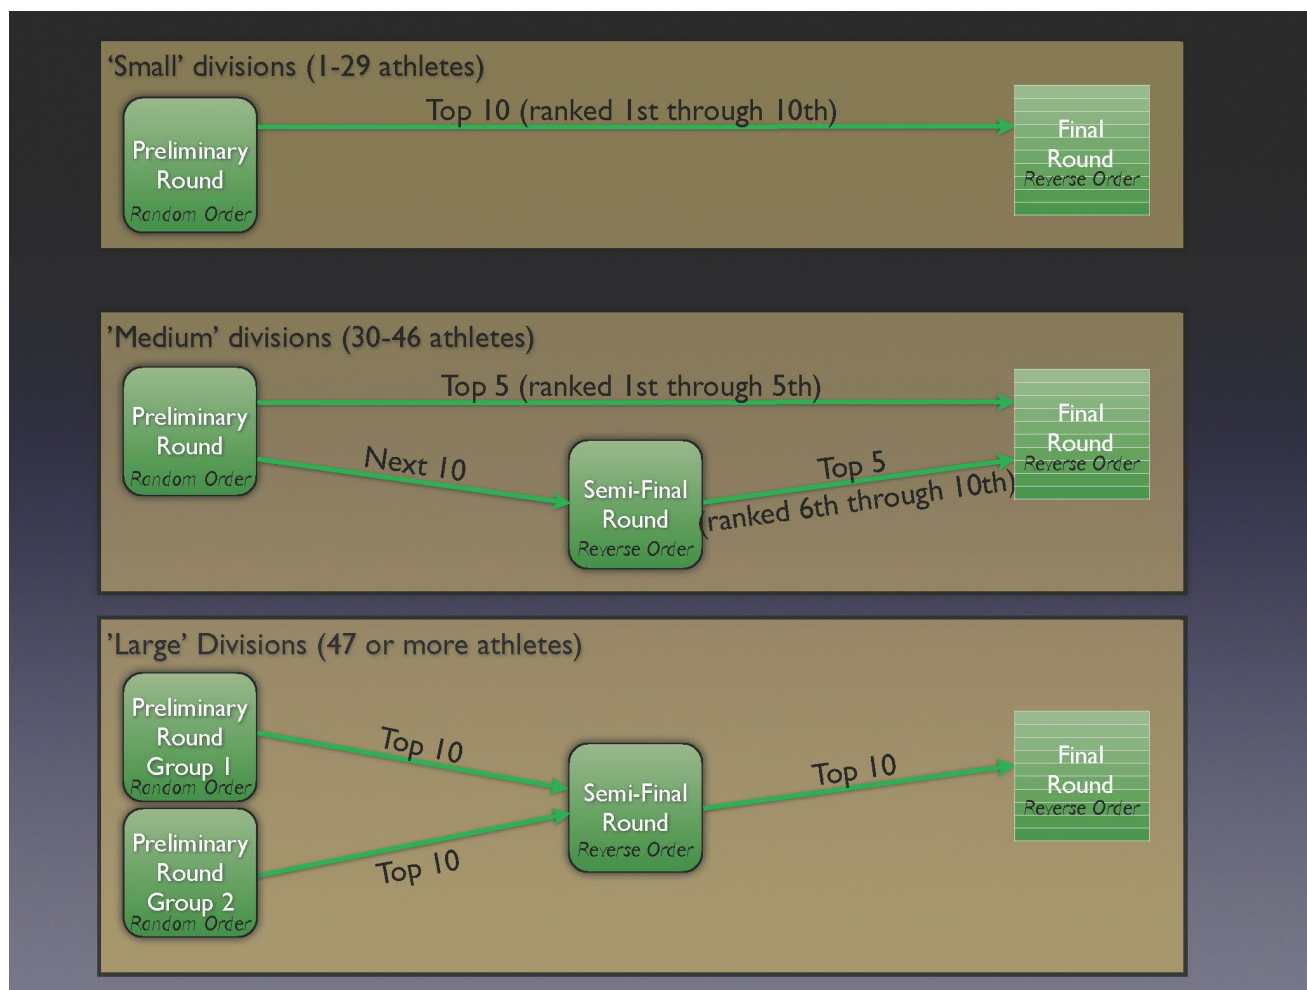 ‘Small’ divisions (1-29 athletes)
Top 10 (ranked 1st through 10th)
Preliminary
Round
Random Order
Final
Round
Reverse Order
’Medium’ divisions (30-46 athletes)
Top 5 (ranked 1st through 5th)
Preliminary
Round
Random Order
Next 10
Semi-Final
Round
Reverse Order
Top 5
(ranked 6th through 10th)
Final
Round
Reverse Order
’Large’ Divisions (47 or more athletes)
Preliminary
Round
Group 1
Random Order
Top 10
Preliminary
Round
Group 2
Random Order
Top 10
Semi-Final
Round
Reverse Order
Top 10
Final
Round
Reverse Order